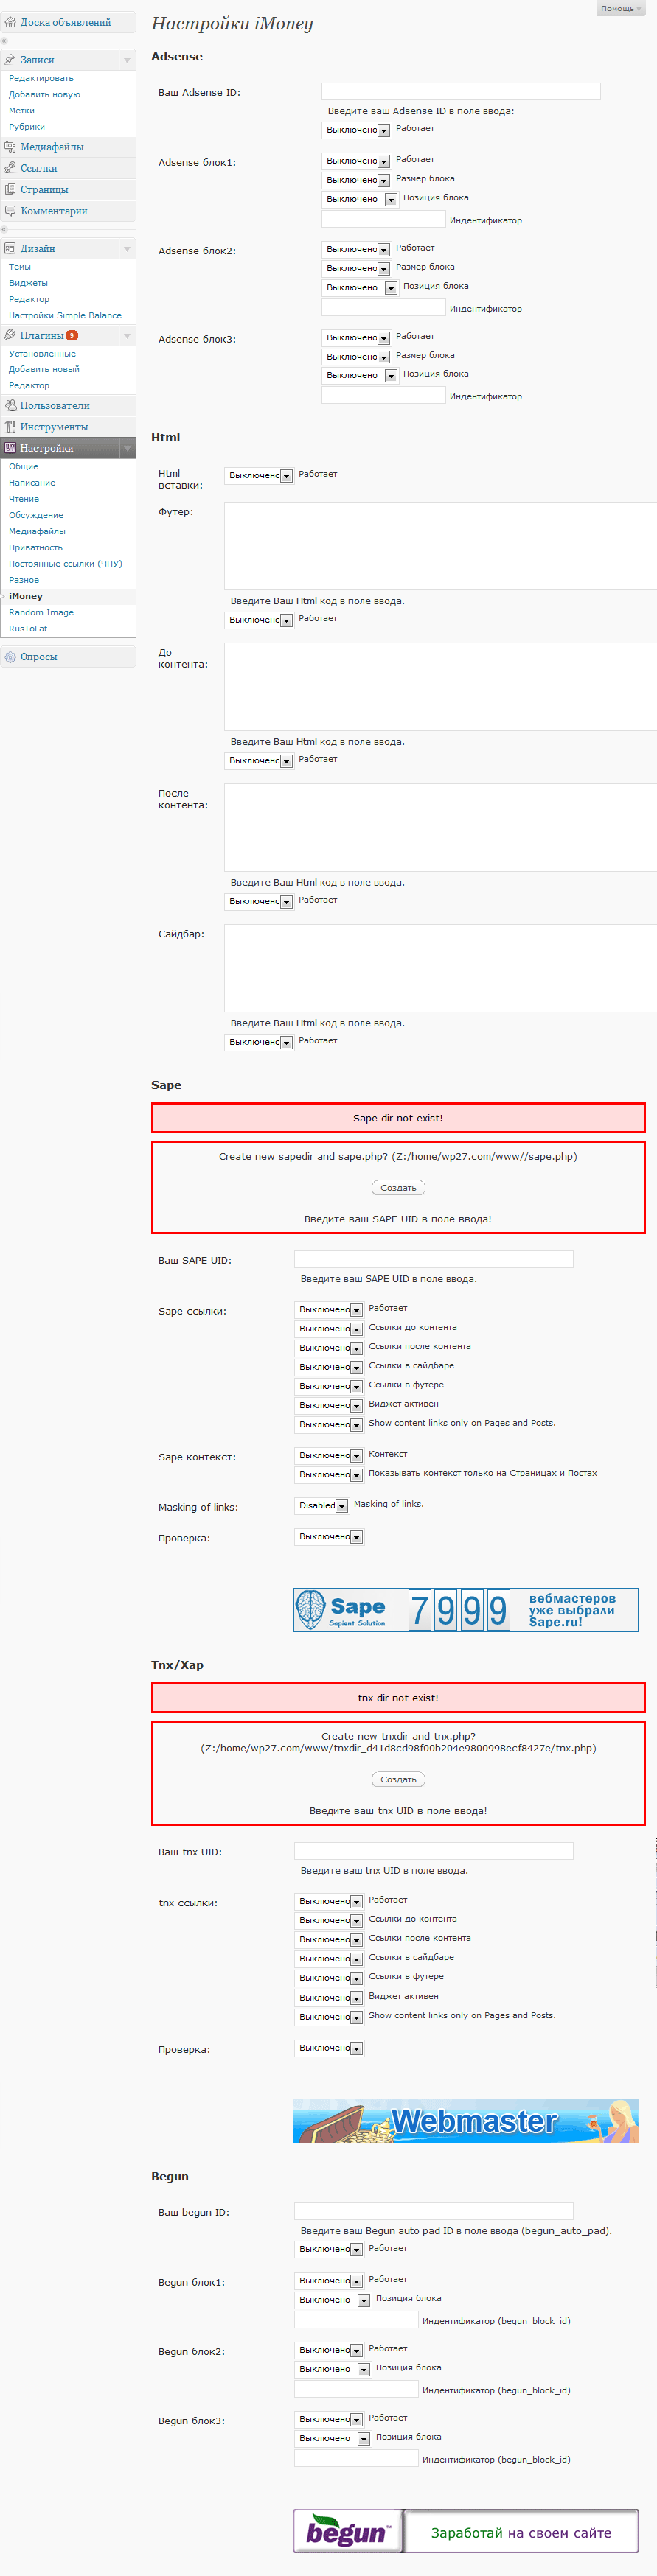 Помощь
Доска объявлений
Записи
Редактировать
Добавить новую
Метки
Рубрики
Медиафайлы
Ссылки
Страницы
Комментарии
Дизайн
Темы
Виджеты
Редактор
Настройки Simple Balance
Плагины 3
Установленные
Добавить новый
Редактор
Пользователи
Инструменты
Настройки
Общие
Написание
Чтение
Обсуждение
Медиафайлы
Приватность
Постоянные ссылки (ЧПУ)
Разное
iMoney
Random Image
RusToLat
Опросы
Настройки iMoney
Adsense
Ваш Adsense ID:
Введите ваш Adsense ID в поле ввода:
Выключено Работает
Adsense блок1:
Выключено Работает
Выключено Размер блока
Выключено Позиция блока
Индентификатор
Adsense блок2:
Выключено Работает
Выключено Размер блока
Выключено Позиция блока
Индентификатор
Adsense блок3:
Выключено Работает
Выключено Размер блока
Выключено Позиция блока
Индентификатор
Html
Html
вставки:
Выключено Работает
Футер:
Введите Ваш Html код в поле ввода.
Выключено Работает
До
контента:
Введите Ваш Html код в поле ввода.
Выключено Работает
После
контента:
Введите Ваш Html код в поле ввода.
Выключено Работает
Сайдбар:
Введите Ваш Html код в поле ввода.
Выключено Работает
Sape
Sape dir not exist!
Create new sapedir and sape.php? (Z:/home/wp27.com/www//sape.php)
Создать
Введите ваш SAPE UID в поле ввода!
Ваш SAPE UID:
Введите ваш SAPE UID в поле ввода.
Sape ссылки:
Выключено Работает
Выключено Ссылки до контента
Выключено Ссылки после контента
Выключено Ссылки в сайдбаре
Выключено Ссылки в футере
Выключено Виджет активен
Выключено Show content links only on Pages and Posts.
Sape контекст:
Выключено Контекст
Выключено Показывать контекст только на Страницах и Постах
Masking of links:
Disabled Masking of links.
Проверка:
Выключено
Sape
Sapient Solution
7999
вебмастеров
уже выбрали
Sape.ru!
Tnx/Xap
tnx dir not exist!
Create new tnxdir and tnx.php?
(Z:/home/wp27.com/www/tnxdir_d41d8cd98f00b204e9800998ecf8427e/tnx.php)
Создать
Введите ваш tnx UID в поле ввода!
Ваш tnx UID:
Введите ваш tnx UID в поле ввода.
tnx ссылки:
Выключено Работает
Выключено Ссылки до контента
Выключено Ссылки после контента
Выключено Ссылки в сайдбаре
Выключено Ссылки в футере
Выключено Виджет активен
Выключено Show content links only on Pages and Posts.
Проверка:
Выключено
Webmaster
Begun
Ваш begun ID:
Введите ваш Begun auto pad ID в поле ввода (begun_auto_pad).
Выключено Работает
Begun блок1:
Выключено Работает
Выключено Позиция блока
Индентификатор (begun_block_id)
Begun блок2:
Выключено Работает
Выключено Позиция блока
Индентификатор (begun_block_id)
Begun блок3:
Выключено Работает
Выключено Позиция блока
Индентификатор (begun_block_id)
begun™
Заработай на своем сайте